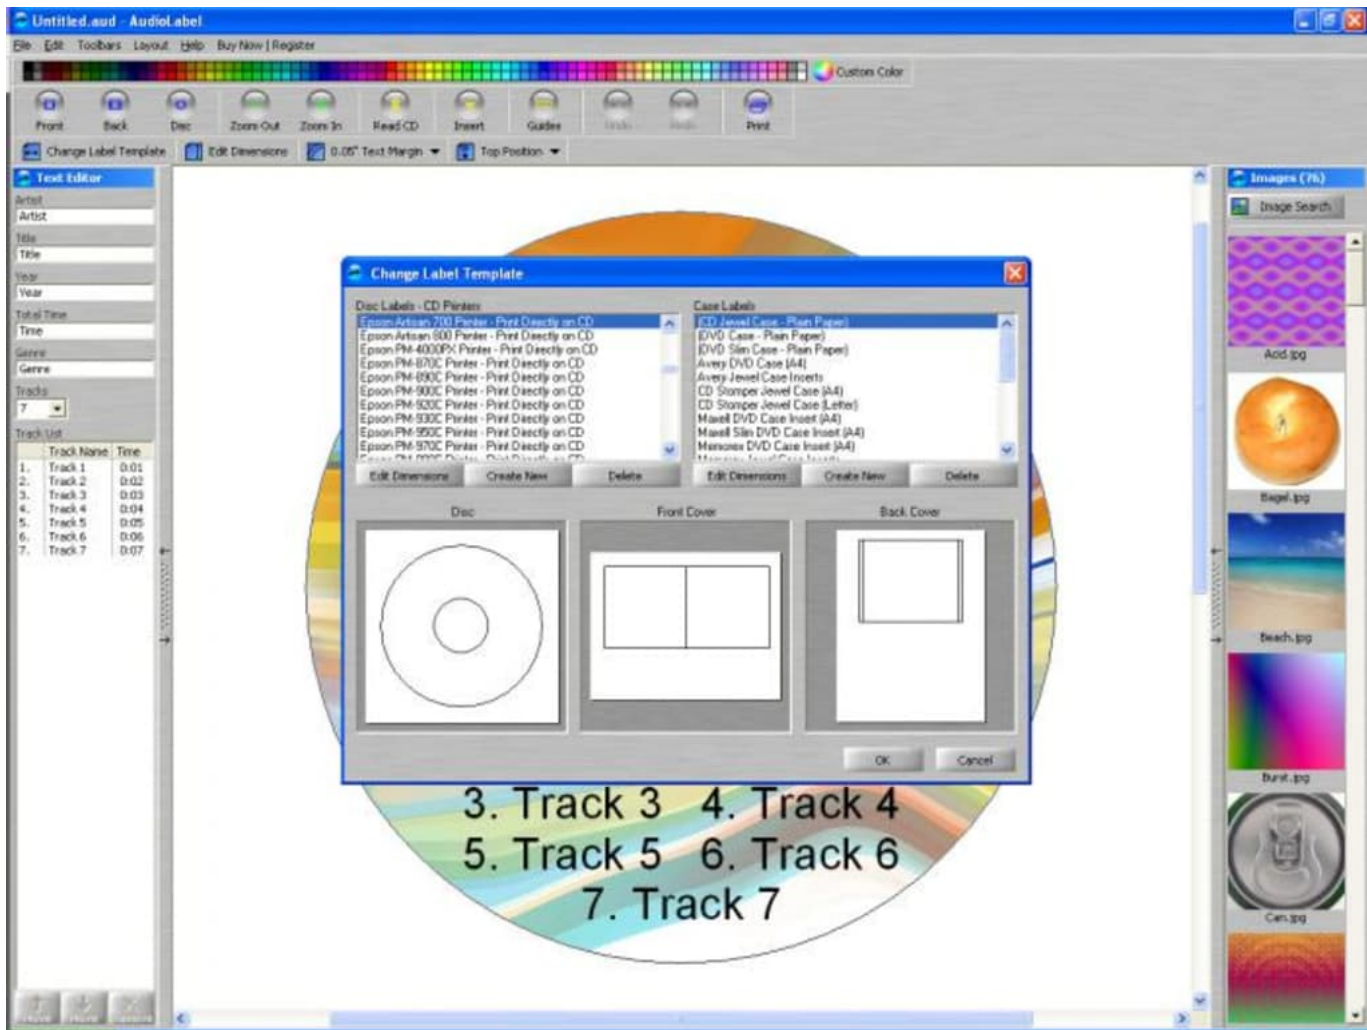 Untitled.aud - AudioLabel
File Edit Toolbars Layout Help Buy Now | Register
Custom Color
Front Back Disc Zoom Out Zoom In Read CD Insert Guides Undo Redo Print
Change Label Template Edit Dimensions 0.05" Text Margin Top Position
Text Editor
Artist
Artist
Title
Title
Year
Year
Total Time
Time
Genre
Genre
Tracks
7
Track List
Track Name Time
1. Track 1 0:01
2. Track 2 0:02
3. Track 3 0:03
4. Track 4 0:04
5. Track 5 0:05
6. Track 6 0:06
7. Track 7 0:07
Change Label Template
Disc Labels - CD Printers
Epson Artisan 700 Printer - Print Directly on CD
Epson Artisan 800 Printer - Print Directly on CD
Epson PM-4000PX Printer - Print Directly on CD
Epson PM-870C Printer - Print Directly on CD
Epson PM-890C Printer - Print Directly on CD
Epson PM-900C Printer - Print Directly on CD
Epson PM-920C Printer - Print Directly on CD
Epson PM-930C Printer - Print Directly on CD
Epson PM-950C Printer - Print Directly on CD
Epson PM-970C Printer - Print Directly on CD
Edit Dimensions Create New Delete
Case Labels
(CD Jewel Case - Plain Paper)
(DVD Case - Plain Paper)
(DVD Slim Case - Plain Paper)
Avery DVD Case (A4)
Avery Jewel Case Inserts
CD Stomper Jewel Case (A4)
CD Stomper Jewel Case (Letter)
Maxell DVD Case Insert (A4)
Maxell Slim DVD Case Insert (A4)
Memorex DVD Case Insert (A4)
Edit Dimensions Create New Delete
Disc Front Cover Back Cover
OK Cancel
3. Track 3 4. Track 4
5. Track 5 6. Track 6
7. Track 7
Images (76)
Image Search
Acid.jpg
Bagel.jpg
Beach.jpg
Burst.jpg
Can.jpg